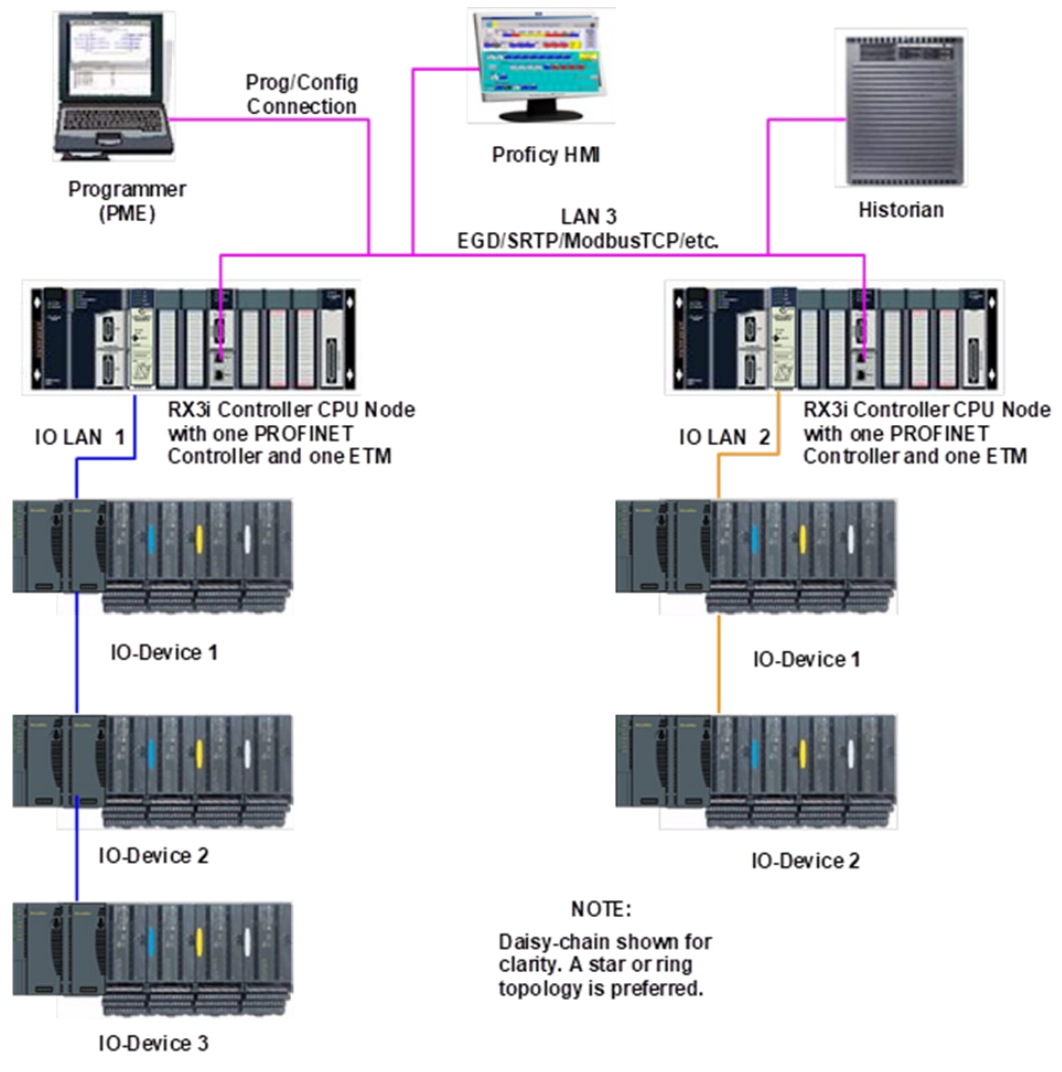 Prog/Config
Connection
Programmer
(PME)
Proficy HMI
Historian
LAN 3
EGD/SRTP/ModbusTCP/etc.
IO LAN 1
RX3i Controller CPU Node
with one PROFINET
Controller and one ETM
IO LAN 2
RX3i Controller CPU Node
with one PROFINET
Controller and one ETM
IO-Device 1
IO-Device 1
IO-Device 2
IO-Device 2
NOTE:
Daisy-chain shown for
clarity. A star or ring
topology is preferred.
IO-Device 3